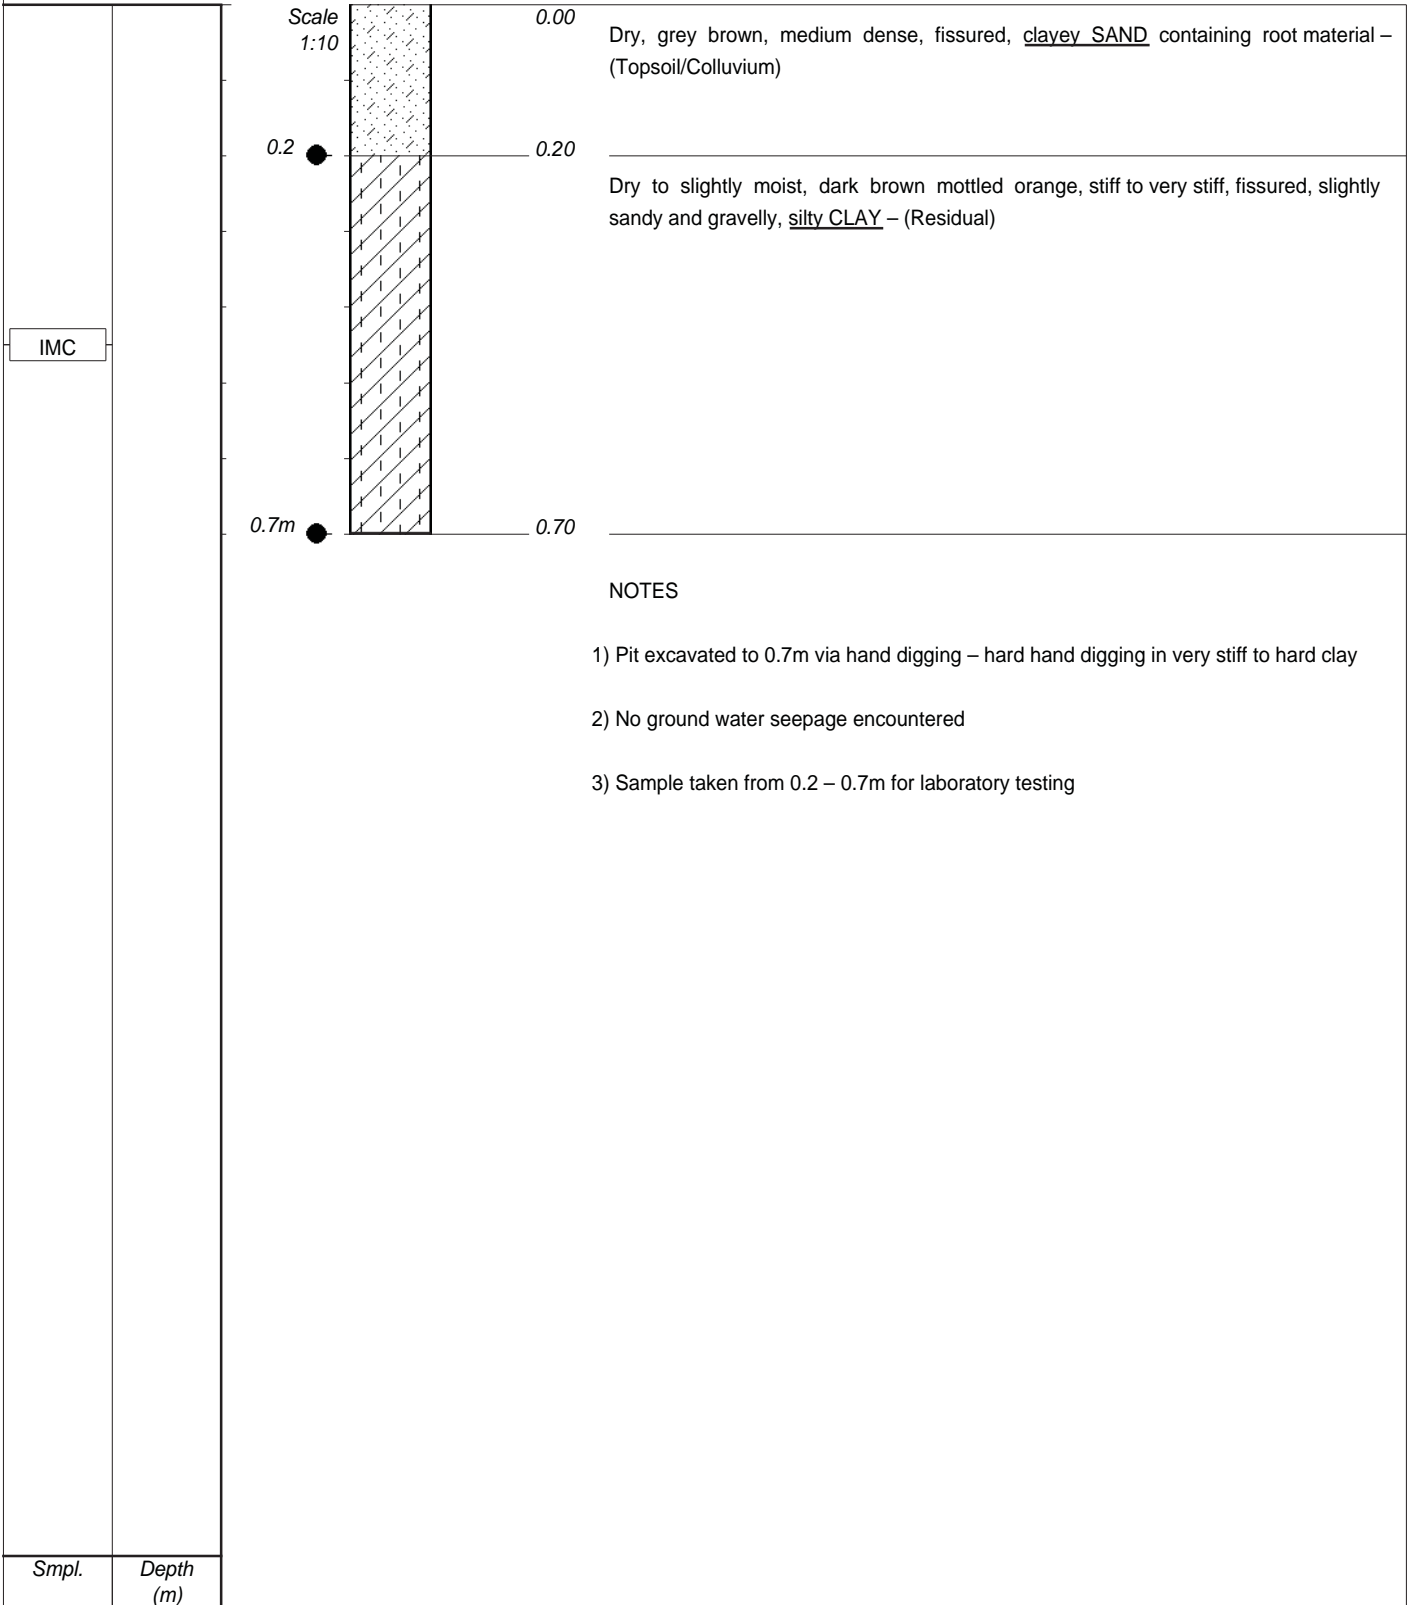 Scale
1:10
0.00
Dry, grey brown, medium dense, fissured, clayey SAND containing root material –
(Topsoil/Colluvium)
0.2
0.20
Dry to slightly moist, dark brown mottled orange, stiff to very stiff, fissured, slightly
sandy and gravelly, silty CLAY – (Residual)
IMC
0.7m
0.70
NOTES
1) Pit excavated to 0.7m via hand digging – hard hand digging in very stiff to hard clay
2) No ground water seepage encountered
3) Sample taken from 0.2 – 0.7m for laboratory testing
Smpl.
Depth
(m)